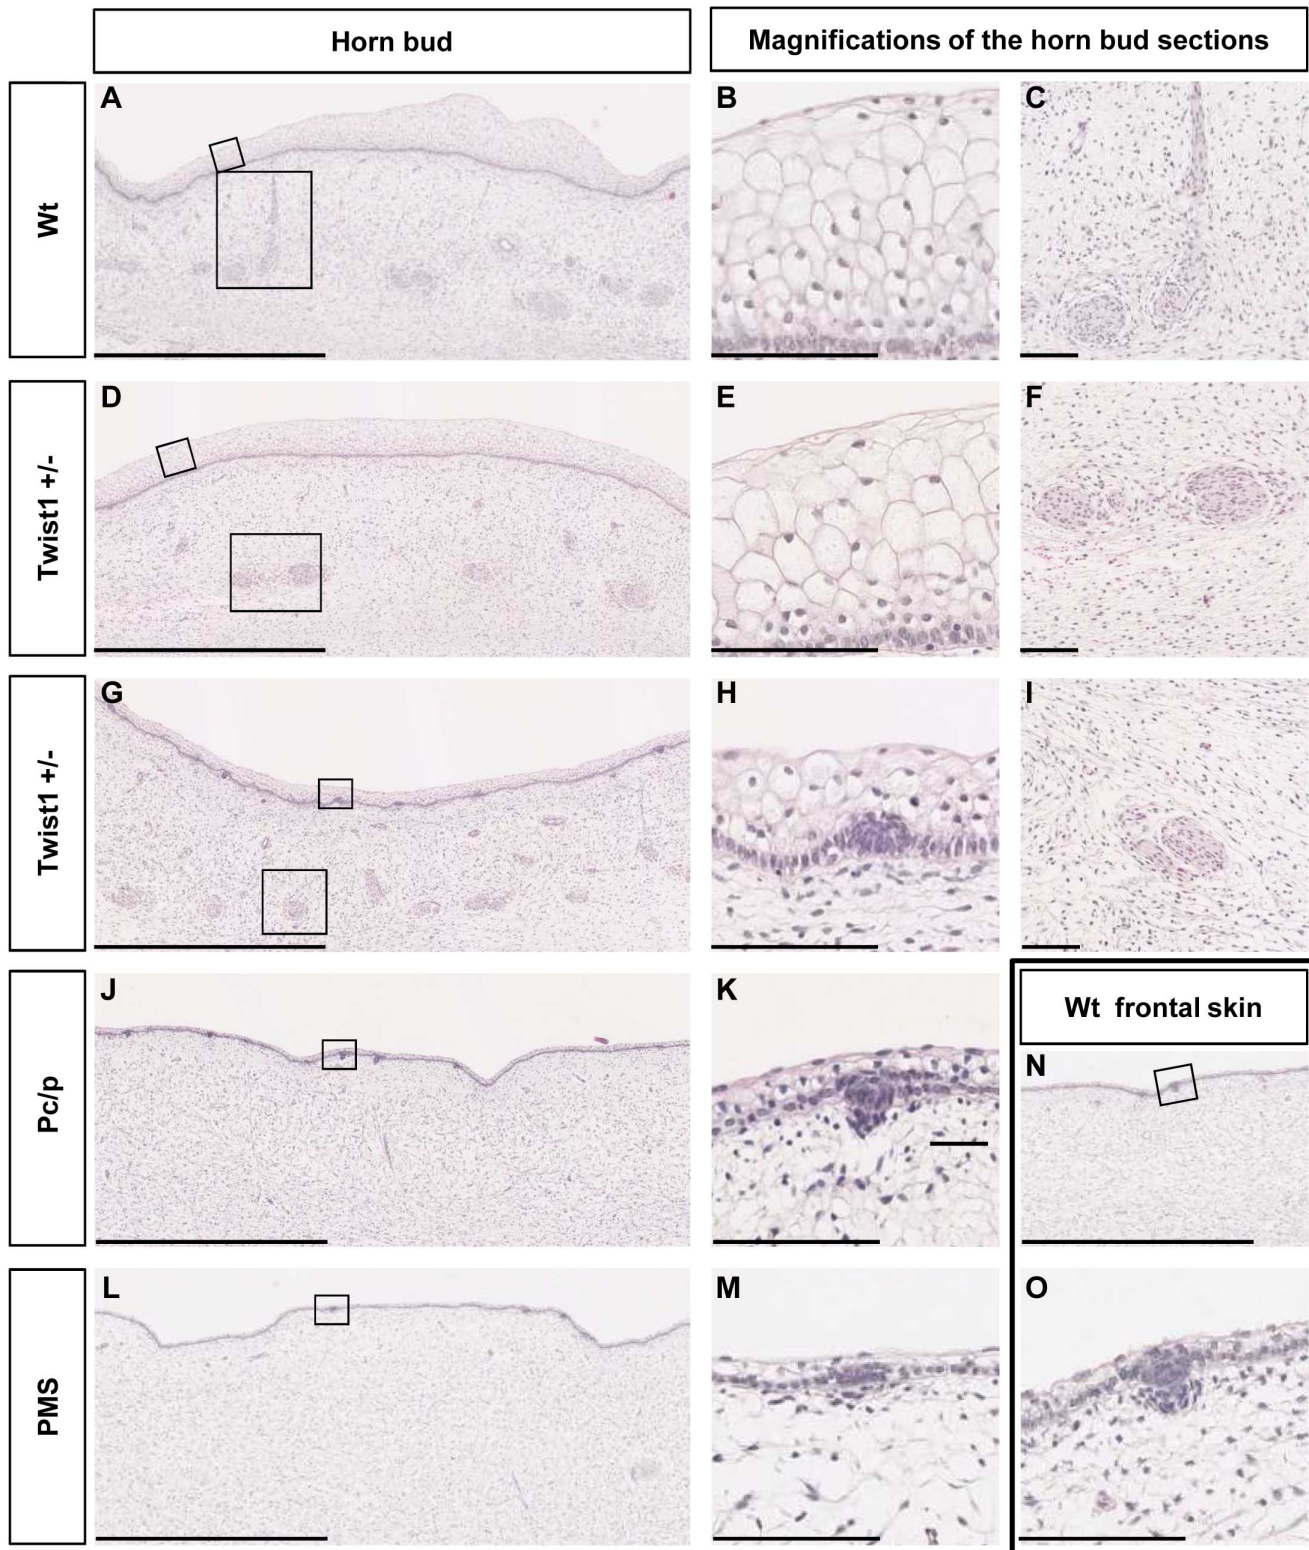 Horn bud
Magnifications of the horn bud sections
Wt
A
B
C
Twist1 +/-
D
E
F
Twist1 +/-
G
H
I
Pc/p
J
K
Wt frontal skin
N
PMS
L
M
O